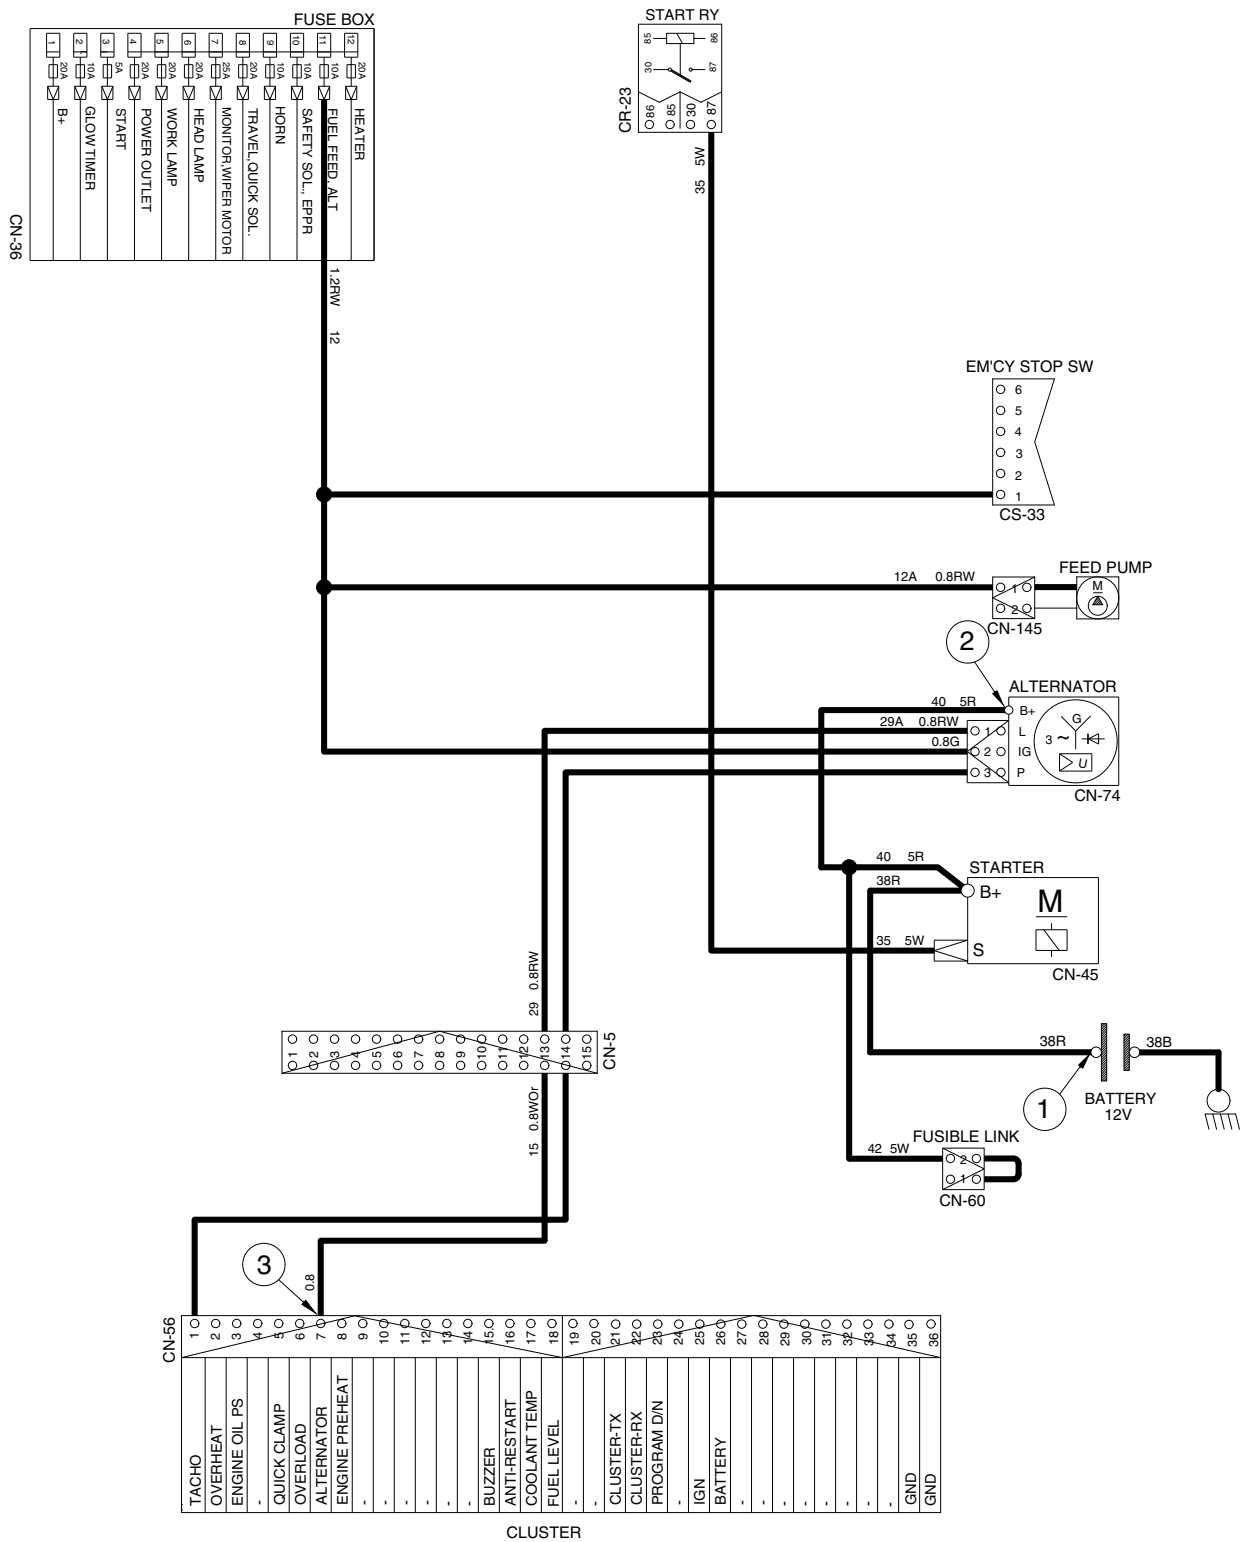 FUSE BOX
1 2 3 4 5 6 7 8 9 10 11 12
20A 10A 5A 20A 20A 20A 25A 20A 10A 10A 10A 20A
B+
GLOW TIMER
START
POWER OUTLET
WORK LAMP
HEAD LAMP
MONITOR,WIPER MOTOR
TRAVEL,QUICK SOL.
HORN
SAFETY SOL., EPPR
FUEL FEED, ALT
HEATER
CN-36
1.2RW 12
START RY
85 86
30 87
86 85 30 87
CR-23
35 5W
EM'CY STOP SW
6
5
4
3
2
1
CS-33
12A 0.8RW
FEED PUMP
1
2
M
CN-145
2
ALTERNATOR
40 5R
B+
29A 0.8RW
1 L
0.8G
2 IG
3 P
G
3 ~
U
CN-74
STARTER
40 5R
38R
B+
M
35 5W
S
CN-45
29 0.8RW
1 2 3 4 5 6 7 8 9 10 11 12 13 14 15
CN-5
15 0.8WOr
38R
38B
1
BATTERY
12V
FUSIBLE LINK
42 5W
2
1
CN-60
3
0.8
CN-56
1 2 3 4 5 6 7 8 9 10 11 12 13 14 15 16 17 18 19 20 21 22 23 24 25 26 27 28 29 30 31 32 33 34 35 36
TACHO
OVERHEAT
ENGINE OIL PS
-
QUICK CLAMP
OVERLOAD
ALTERNATOR
ENGINE PREHEAT
-
-
-
-
-
-
BUZZER
ANTI-RESTART
COOLANT TEMP
FUEL LEVEL
-
-
CLUSTER-TX
CLUSTER-RX
PROGRAM D/N
-
IGN
BATTERY
-
-
-
-
-
-
-
-
GND
GND
CLUSTER